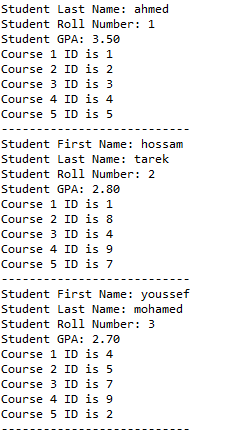 Student Last Name: ahmed
Student Roll Number: 1
Student GPA: 3.50
Course 1 ID is 1
Course 2 ID is 2
Course 3 ID is 3
Course 4 ID is 4
Course 5 ID is 5
---------------------------
Student First Name: hossam
Student Last Name: tarek
Student Roll Number: 2
Student GPA: 2.80
Course 1 ID is 1
Course 2 ID is 8
Course 3 ID is 4
Course 4 ID is 9
Course 5 ID is 7
---------------------------
Student First Name: youssef
Student Last Name: mohamed
Student Roll Number: 3
Student GPA: 2.70
Course 1 ID is 4
Course 2 ID is 5
Course 3 ID is 7
Course 4 ID is 9
Course 5 ID is 2
---------------------------